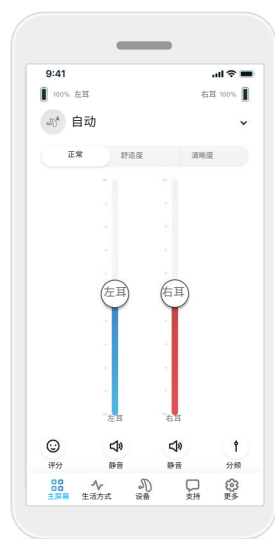 9:41
100% 左耳 右耳 100%
自动
正常 舒适度 清晰度
左耳 右耳
左耳 右耳
评分 静音 静音 分频
主屏幕 生活方式 设备 支持 更多